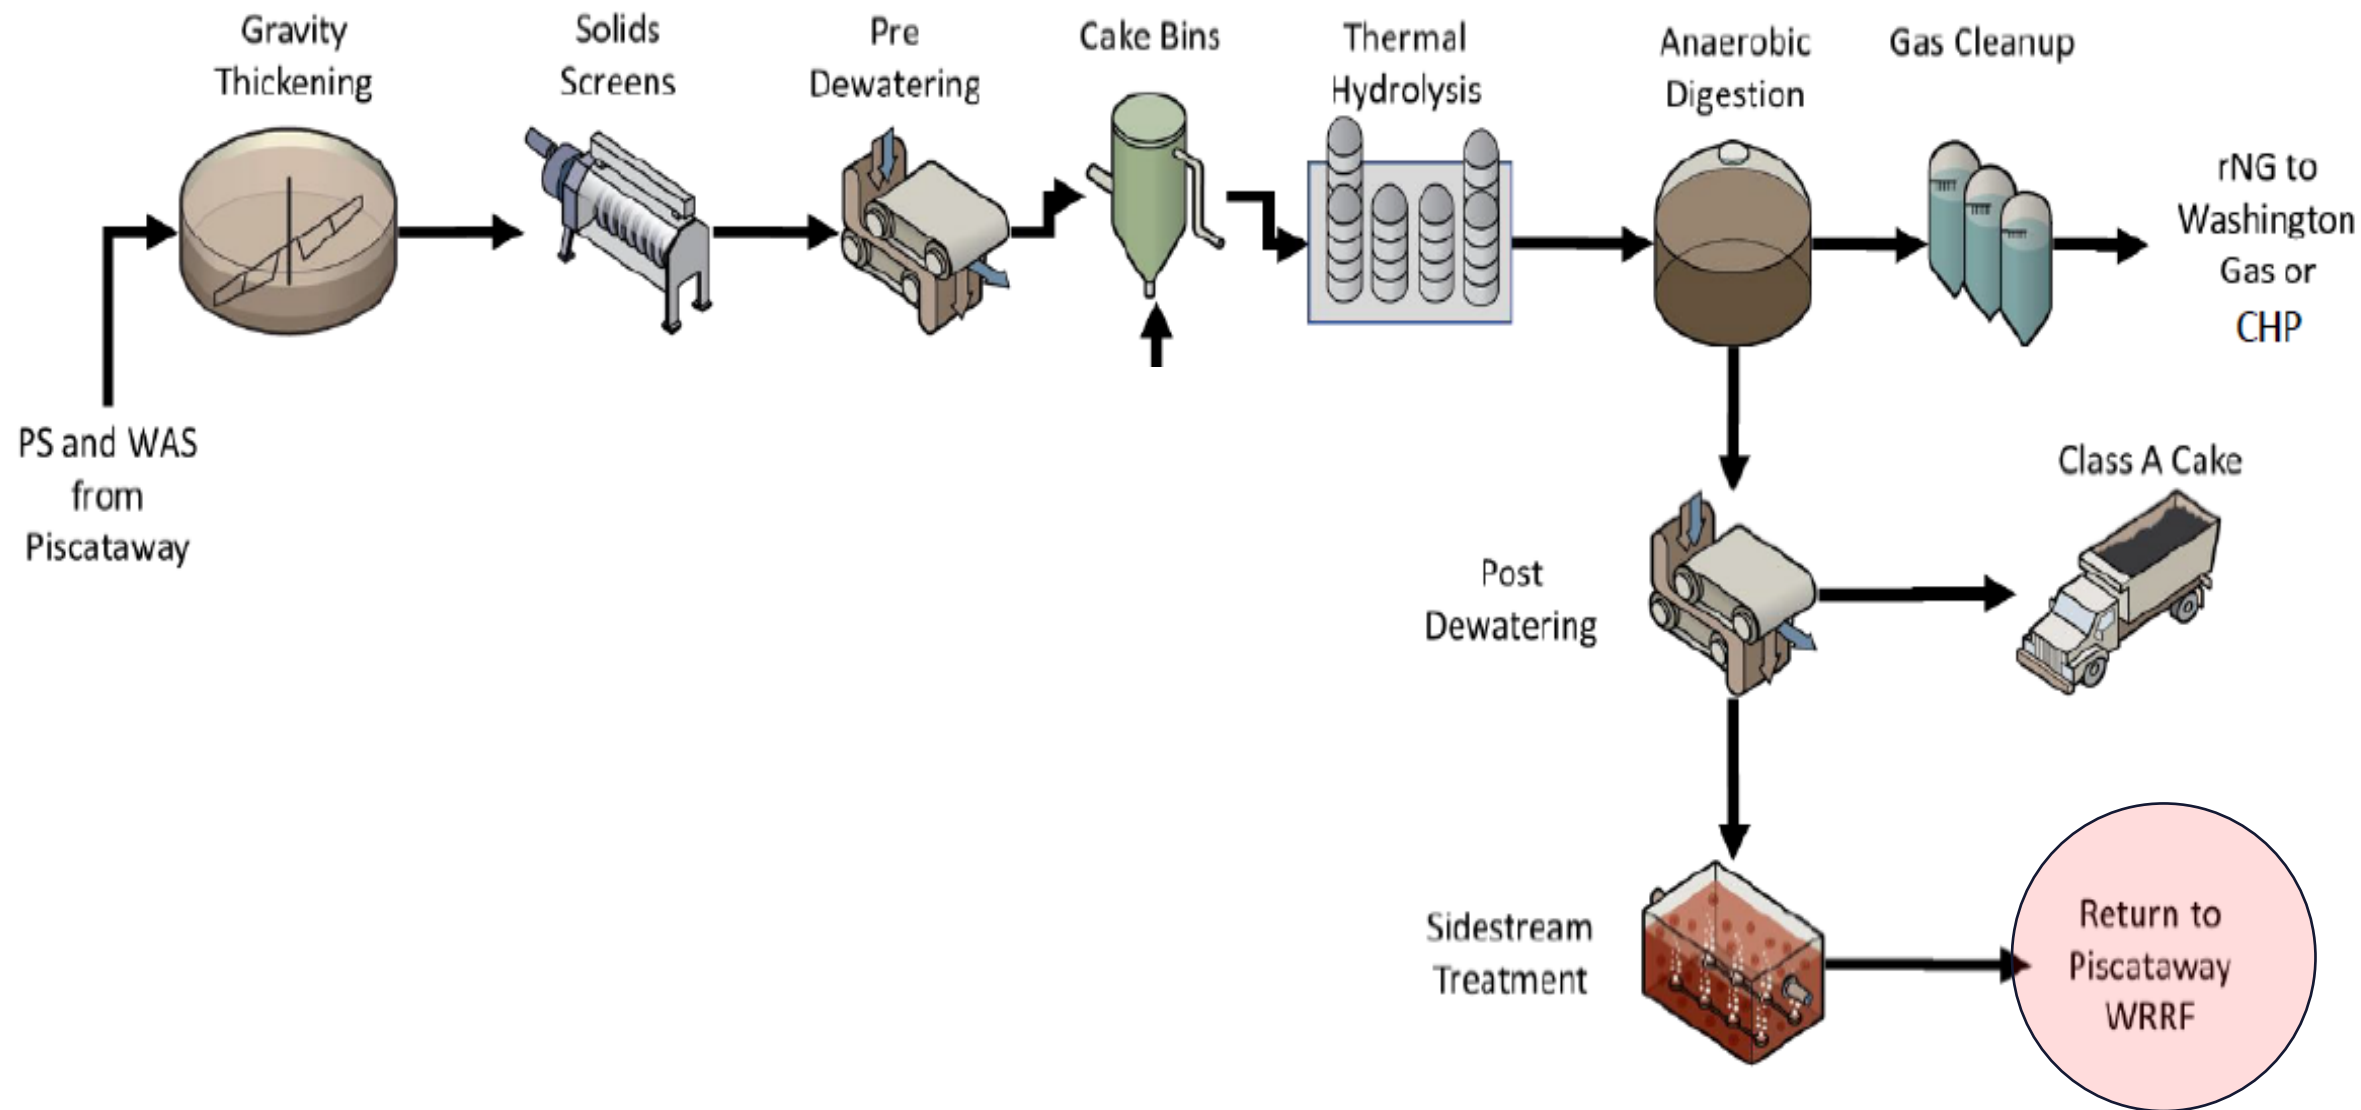 Gravity
Thickening
Solids
Screens
Pre
Dewatering
Cake Bins
Thermal
Hydrolysis
Anaerobic
Digestion
Gas Cleanup
rNG to
Washington
Gas or
CHP
PS and WAS
from
Piscataway
Class A Cake
Post
Dewatering
Sidestream
Treatment
Return to
Piscataway
WRRF